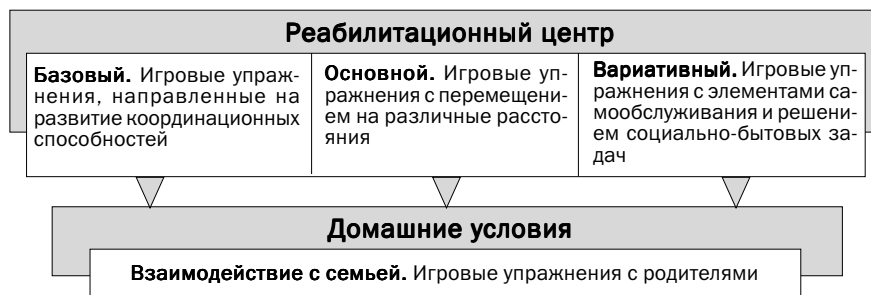 Реабилитационный центр
Базовый. Игровые упраж-
нения, направленные на
развитие координационных
способностей
Основной. Игровые уп-
ражнения с перемещени-
ем на различные расстоя-
ния
Вариативный. Игровые уп-
ражнения с элементами са-
мообслуживания и решени-
ем социально-бытовых за-
дач
Домашние условия
Взаимодействие с семьей. Игровые упражнения с родителями